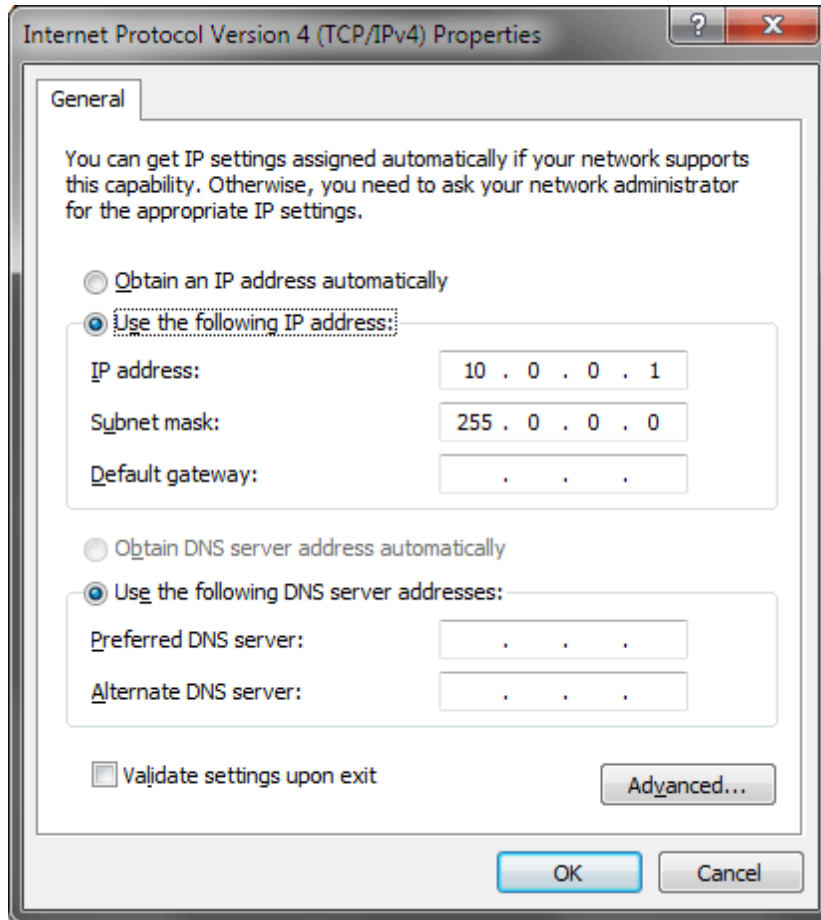 Internet Protocol Version 4 (TCP/IPv4) Properties
?
General
You can get IP settings assigned automatically if your network supports
this capability. Otherwise, you need to ask your network administrator
for the appropriate IP settings.
Obtain an IP address automatically
Use the following IP address:
IP address: 10 . 0 . 0 . 1
Subnet mask: 255 . 0 . 0 . 0
Default gateway: . . .
Obtain DNS server address automatically
Use the following DNS server addresses:
Preferred DNS server: . . .
Alternate DNS server: . . .
Validate settings upon exit
Advanced...
OK Cancel